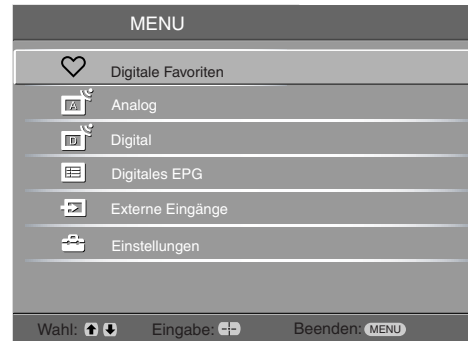 MENU
Digitale Favoriten
A Analog
D Digital
Digitales EPG
Externe Eingänge
Einstellungen
Wahl: Eingabe: Beenden: MENU